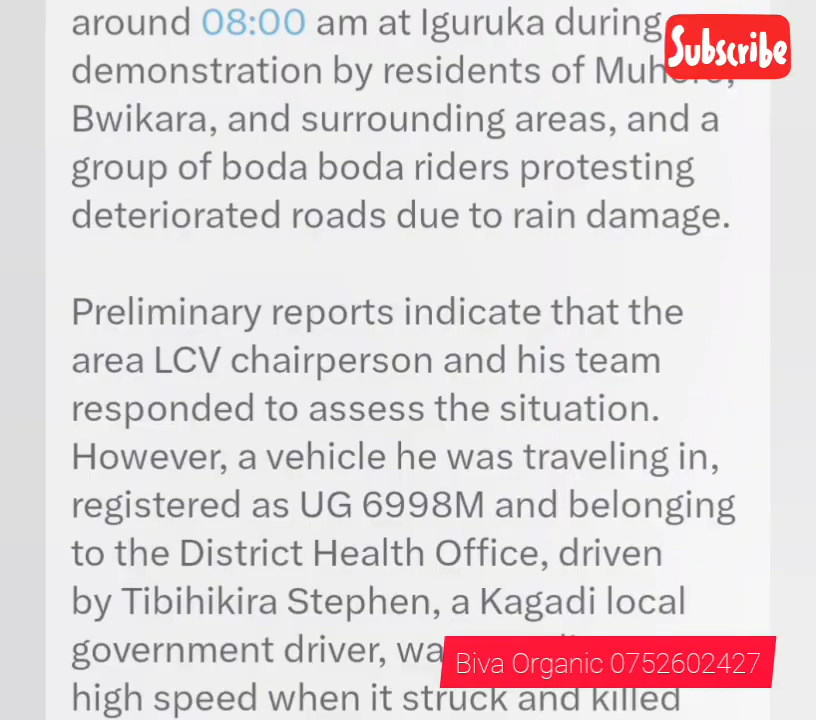 around 08:00 am at Iguruka during
Subscribe
demonstration by residents of
Bwikara, and surrounding areas, and a
group of boda boda riders protesting
deteriorated roads due to rain damage.
Preliminary reports indicate that the
area LCV chairperson and his team
responded to assess the situation.
However, a vehicle he was traveling in,
registered as UG 6998M and belonging
to the District Health Office, driven
by Tibihikira Stephen, a Kagadi local
government driver,
Biva Organic 0752602427
high speed when it struck and killed